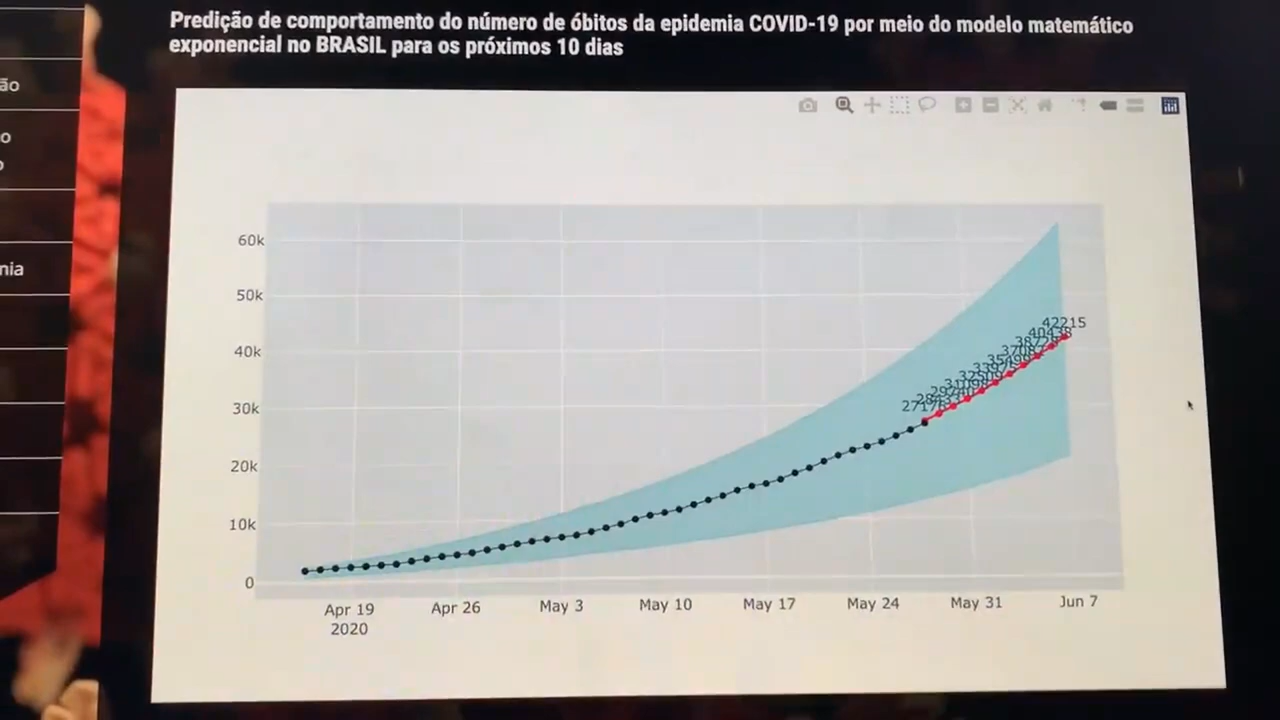 Predição de comportamento do número de óbitos da epidemia COVID-19 por meio do modelo matemático
exponencial no BRASIL para os próximos 10 dias
ão
o
nia
60k
50k
40k
30k
20k
10k
0
42215
40438
Apr 19
2020
Apr 26
May 3
May 10
May 17
May 24
May 31
Jun 7